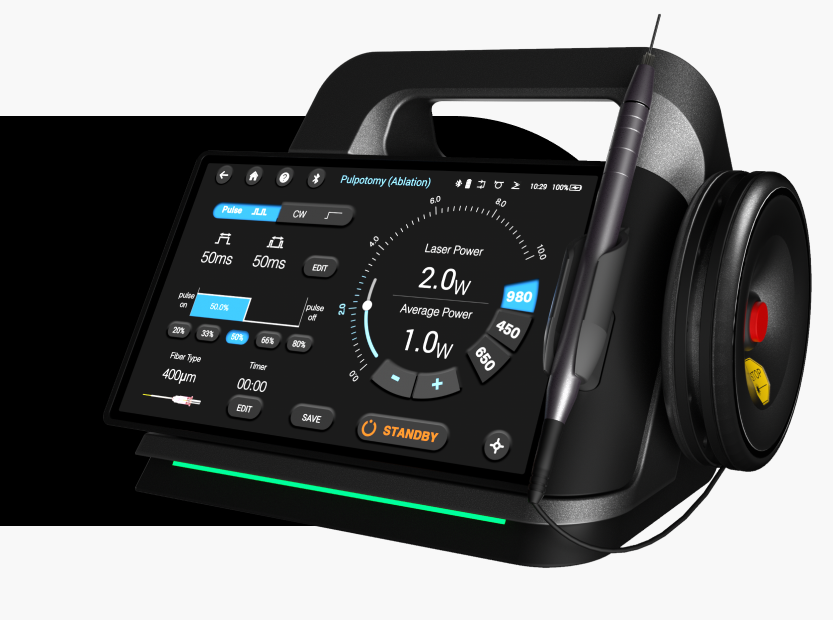 Pulpotomy (Ablation)
10:29 100%
Pulse
CW
50ms
50ms
EDIT
pulse on
50.0%
pulse off
20%
33%
50%
66%
80%
Fiber Type
400μm
Timer
00:00
EDIT
SAVE
0.0
2.0
4.0
6.0
8.0
10.0
Laser Power
2.0W
Average Power
1.0W
980
450
650
-
+
STANDBY
STOP